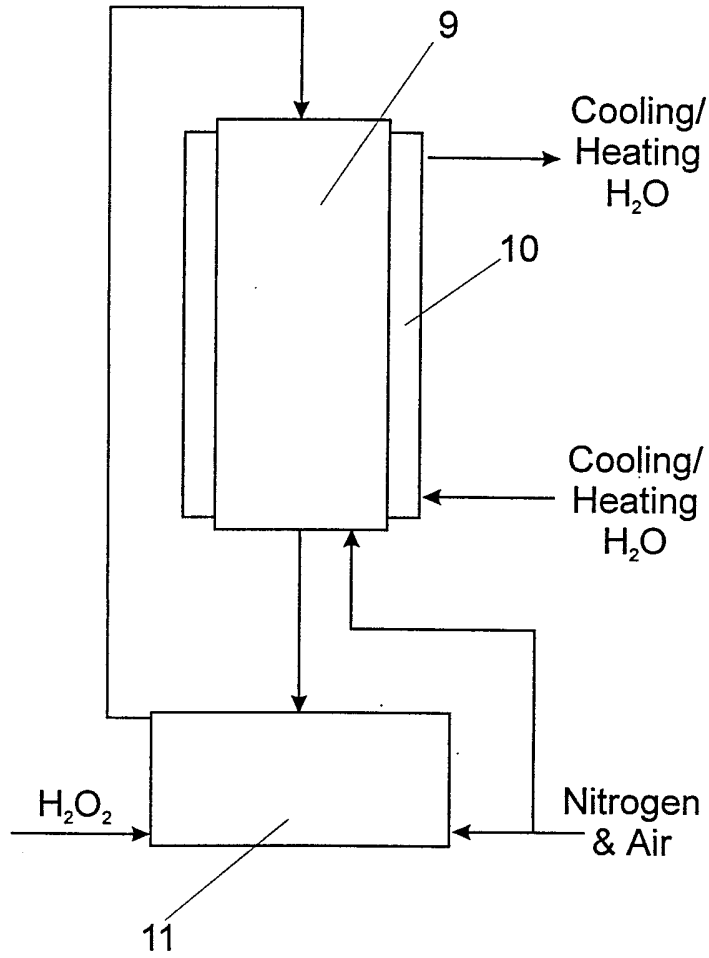 9
Cooling/
Heating
H₂O
10
Cooling/
Heating
H₂O
H₂O₂
Nitrogen
& Air
11